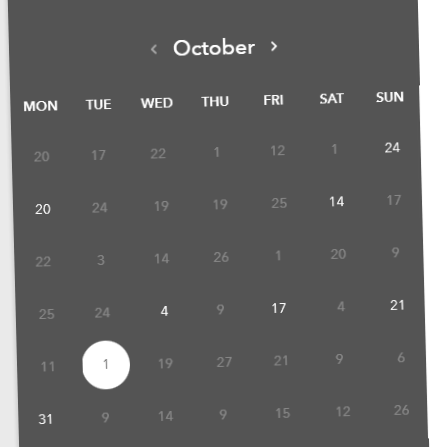 ‹ October ›
MON TUE WED THU FRI SAT SUN
20 17 22 1 12 1 24
20 24 19 19 25 14 17
22 3 14 26 1 20 9
25 24 4 9 17 4 21
11 1 19 27 21 9 6
31 9 14 9 15 12 26